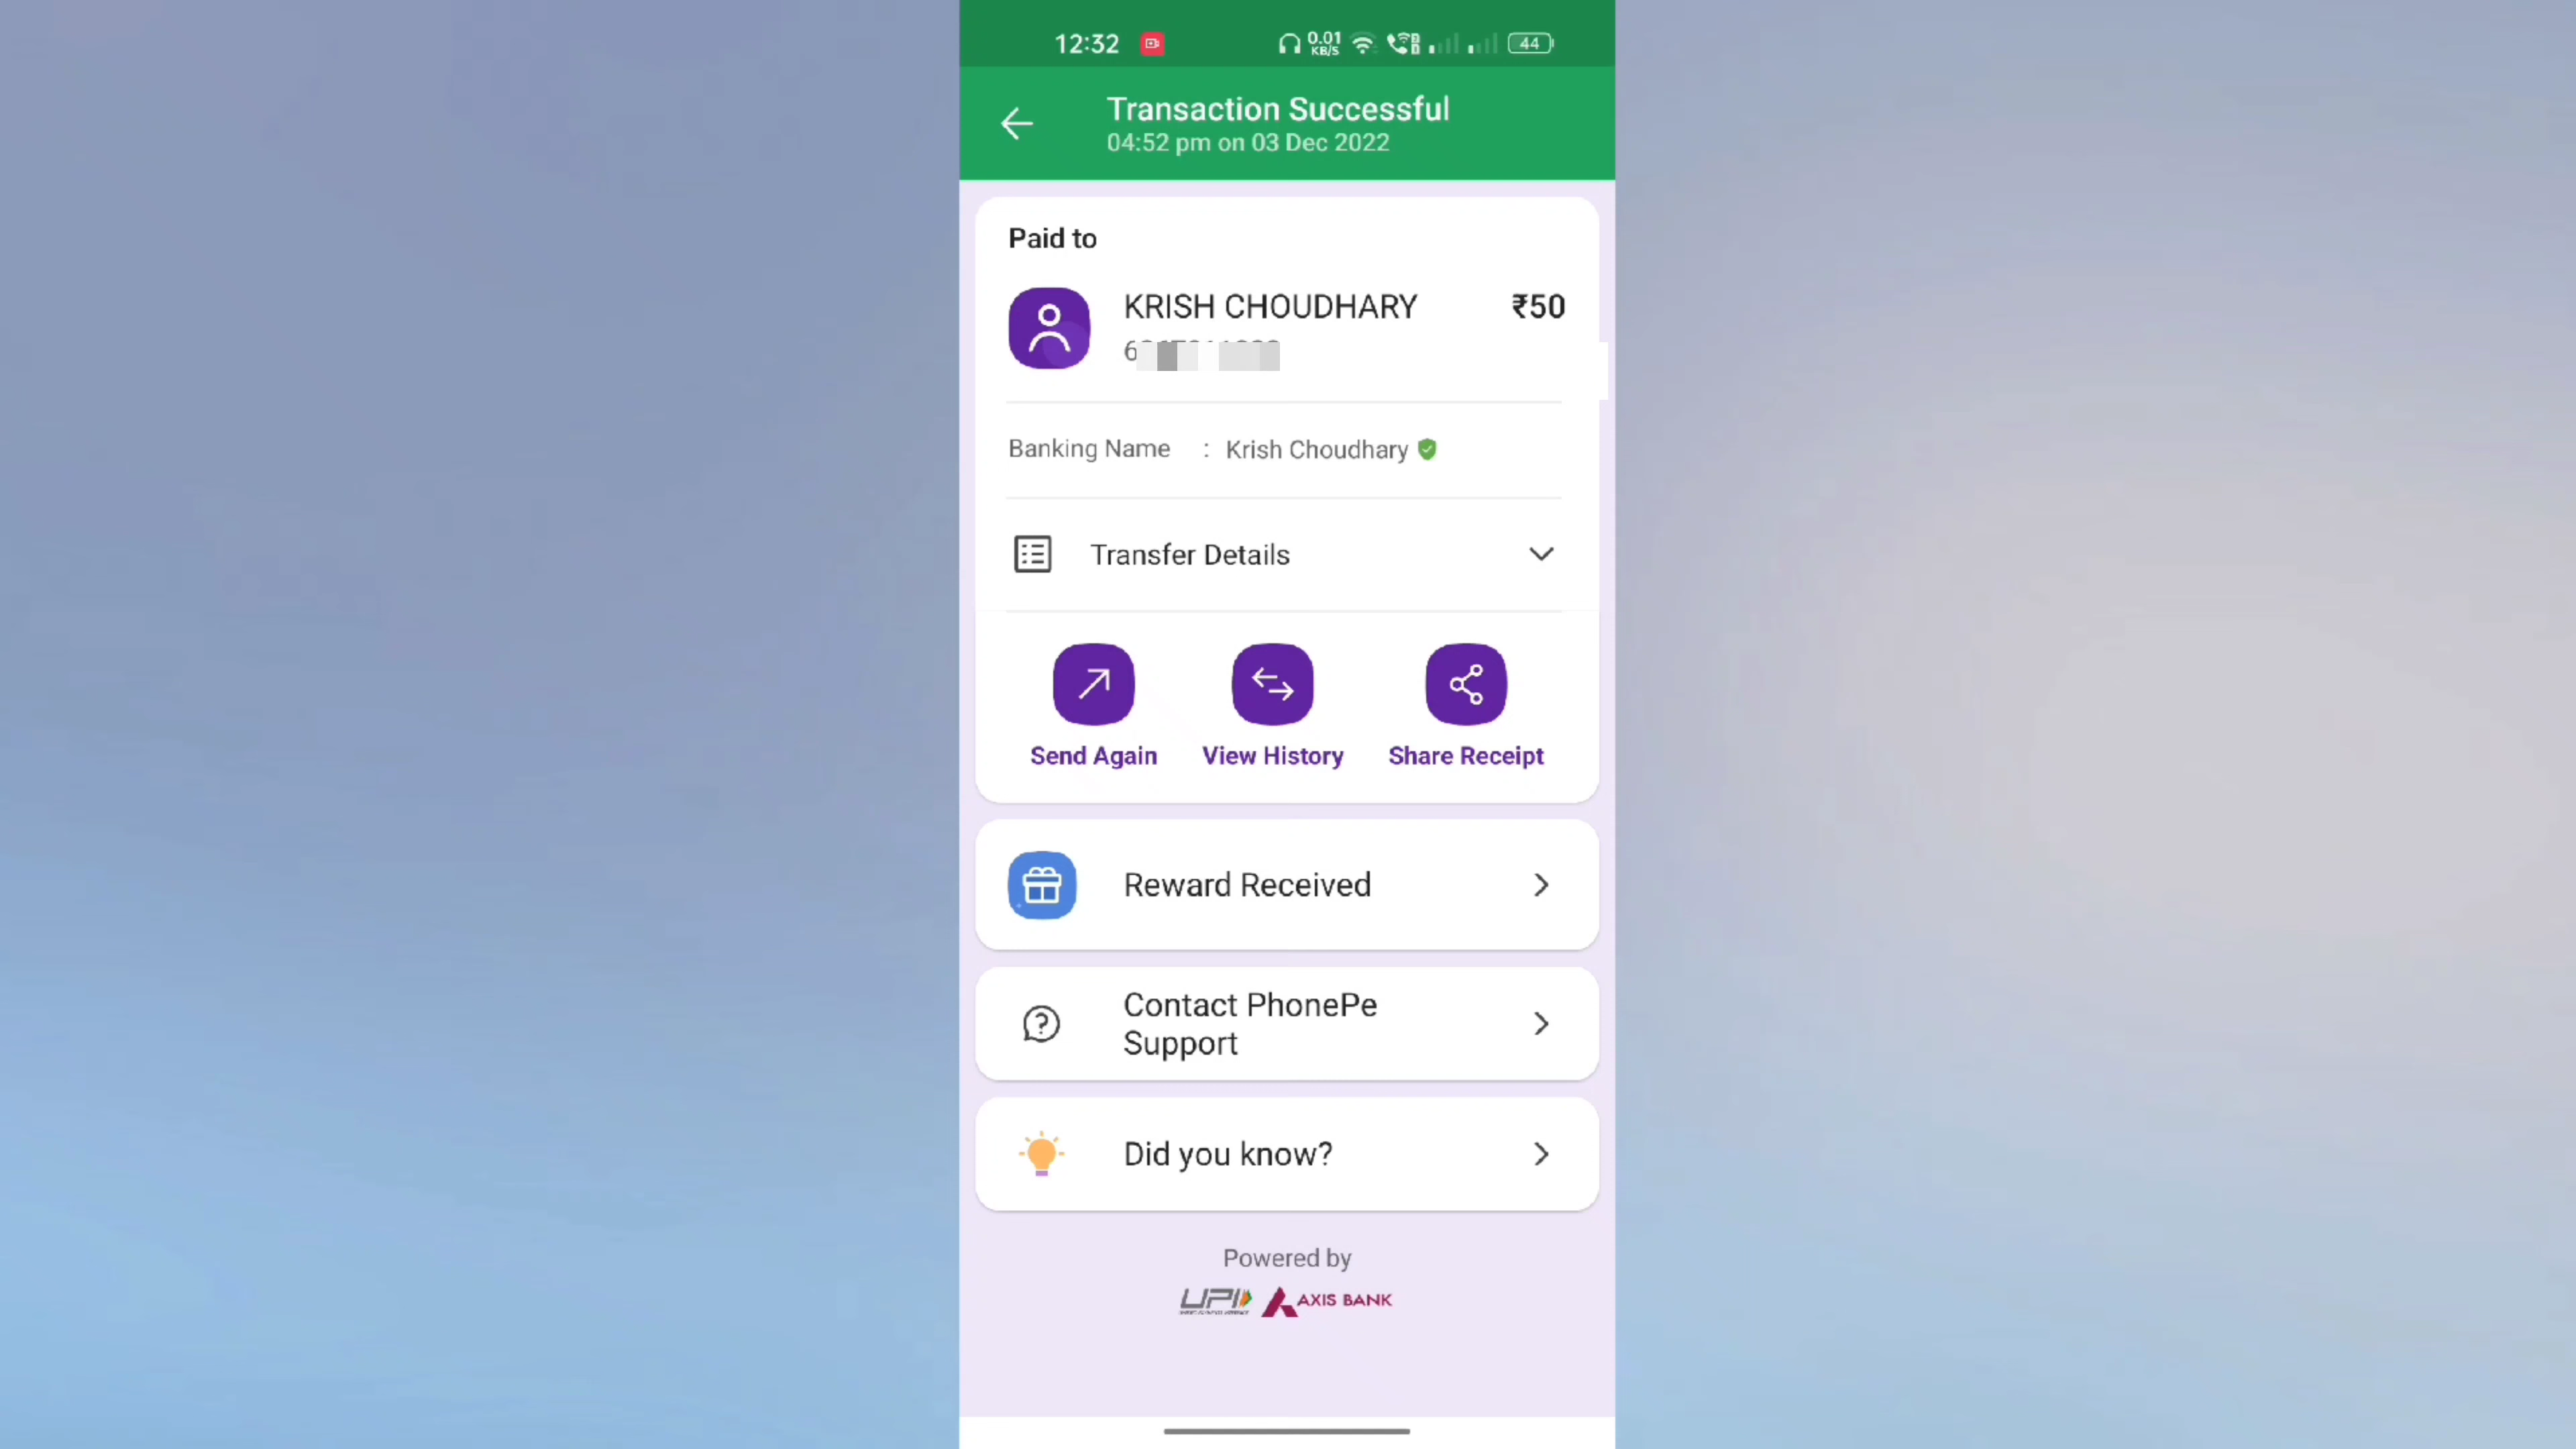 12:32
0.01
KB/S
44
Transaction Successful
04:52 pm on 03 Dec 2022
Paid to
KRISH CHOUDHARY ₹50
Banking Name : Krish Choudhary
Transfer Details
Send Again View History Share Receipt
Reward Received
Contact PhonePe
Support
Did you know?
Powered by
UPI AXIS BANK